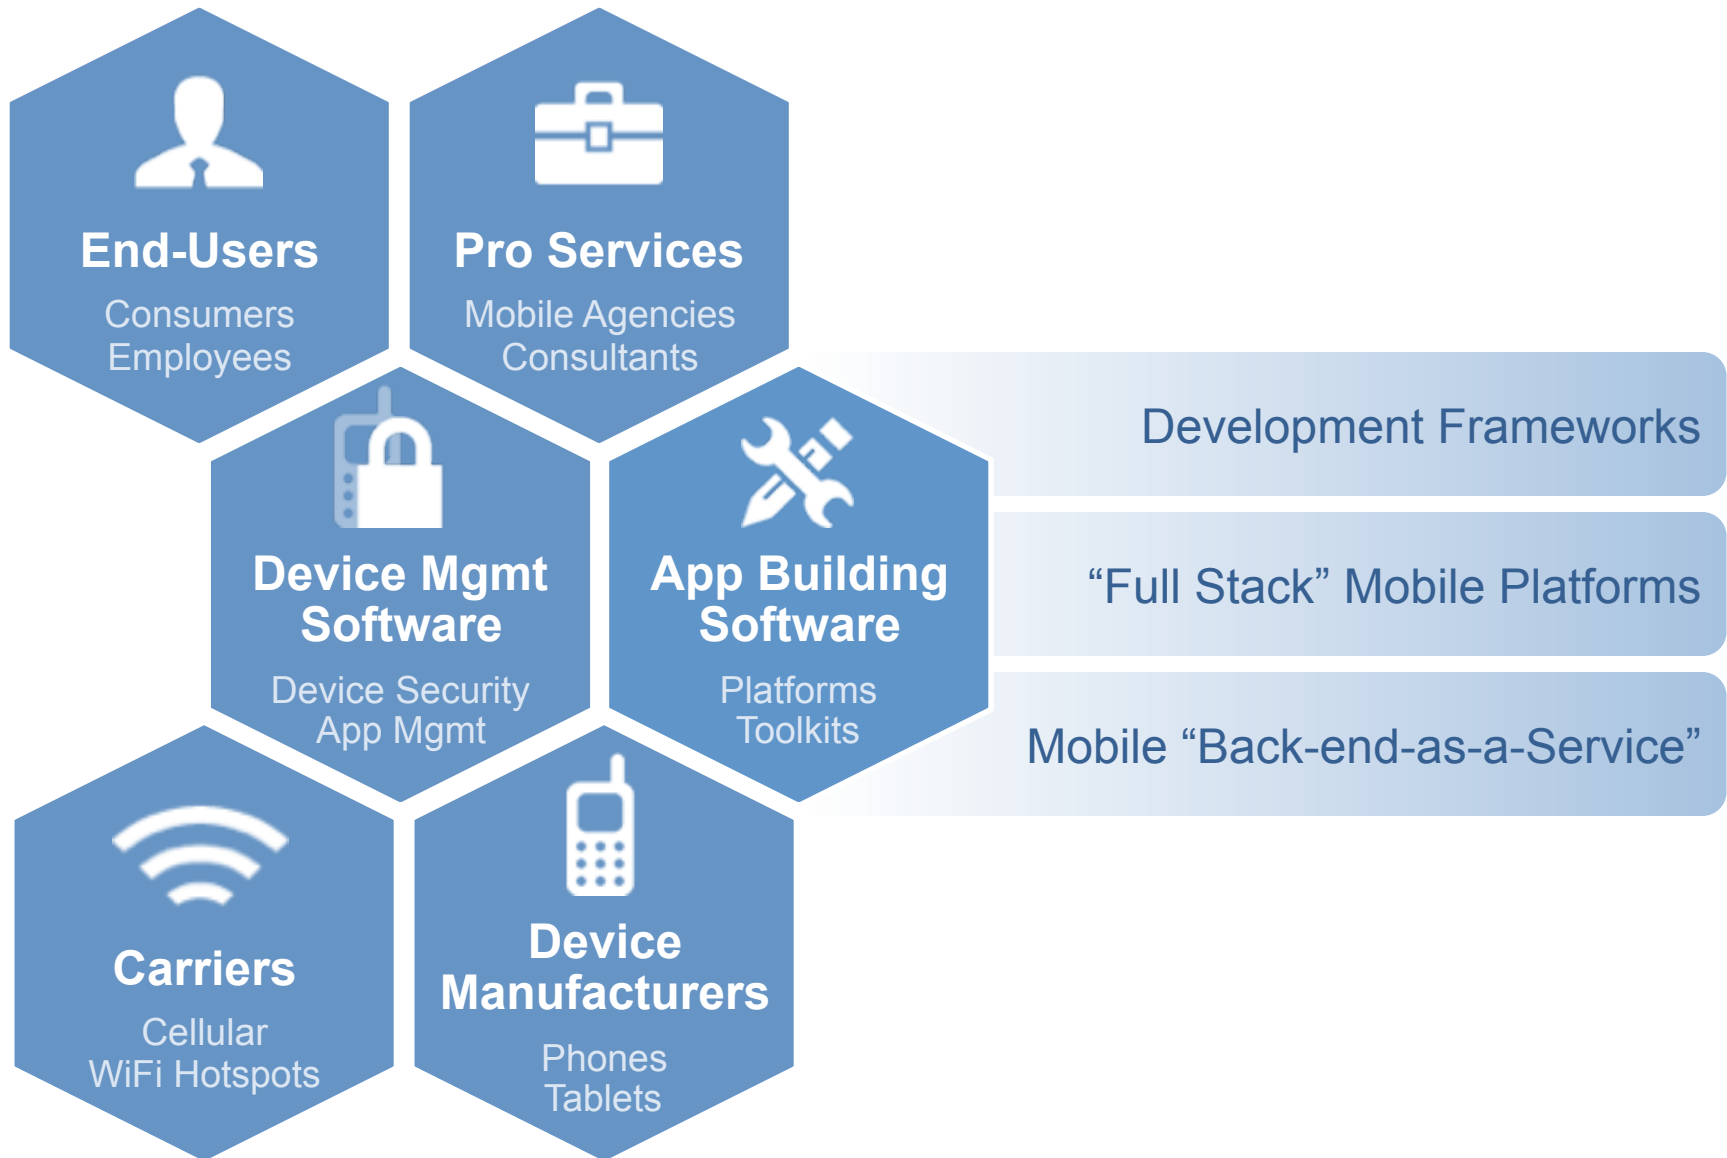 End-Users
Consumers
Employees
Pro Services
Mobile Agencies
Consultants
Device Mgmt
Software
Device Security
App Mgmt
App Building
Software
Platforms
Toolkits
Development Frameworks
“Full Stack” Mobile Platforms
Mobile “Back-end-as-a-Service”
Carriers
Cellular
WiFi Hotspots
Device
Manufacturers
Phones
Tablets